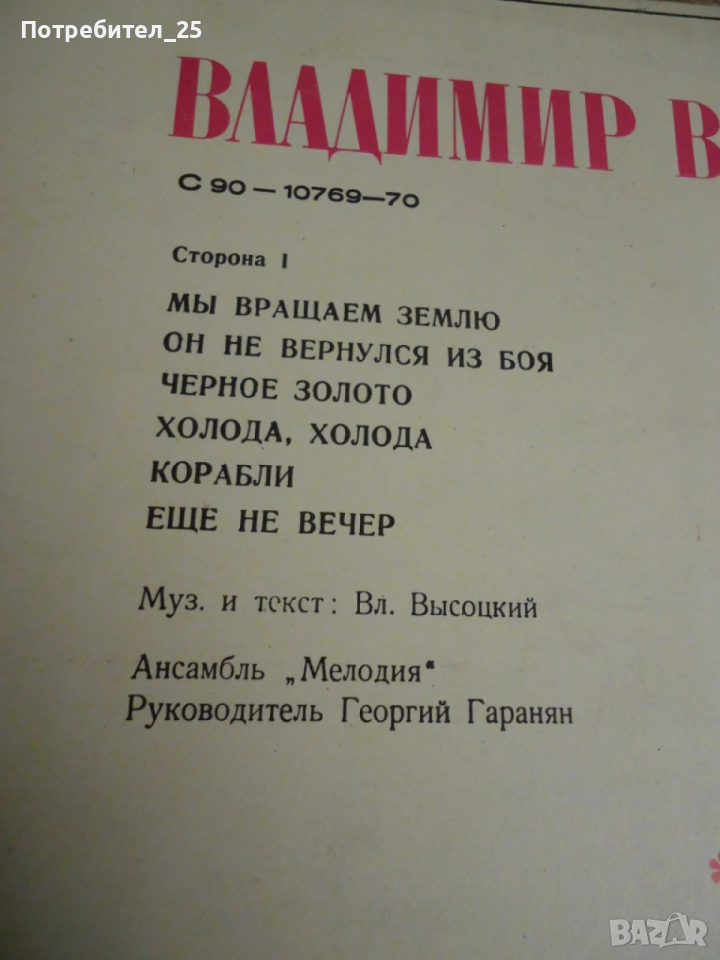 Потребител_25
ВЛАДИМИР В
С 90 — 10769—70
Сторона I
МЫ ВРАЩАЕМ ЗЕМЛЮ
ОН НЕ ВЕРНУЛСЯ ИЗ БОЯ
ЧЕРНОЕ ЗОЛОТО
ХОЛОДА, ХОЛОДА
КОРАБЛИ
ЕЩЕ НЕ ВЕЧЕР
Муз. и текст: Вл. Высоцкий
Ансамбль „Мелодия“
Руководитель Георгий Гаранян
BAZAR